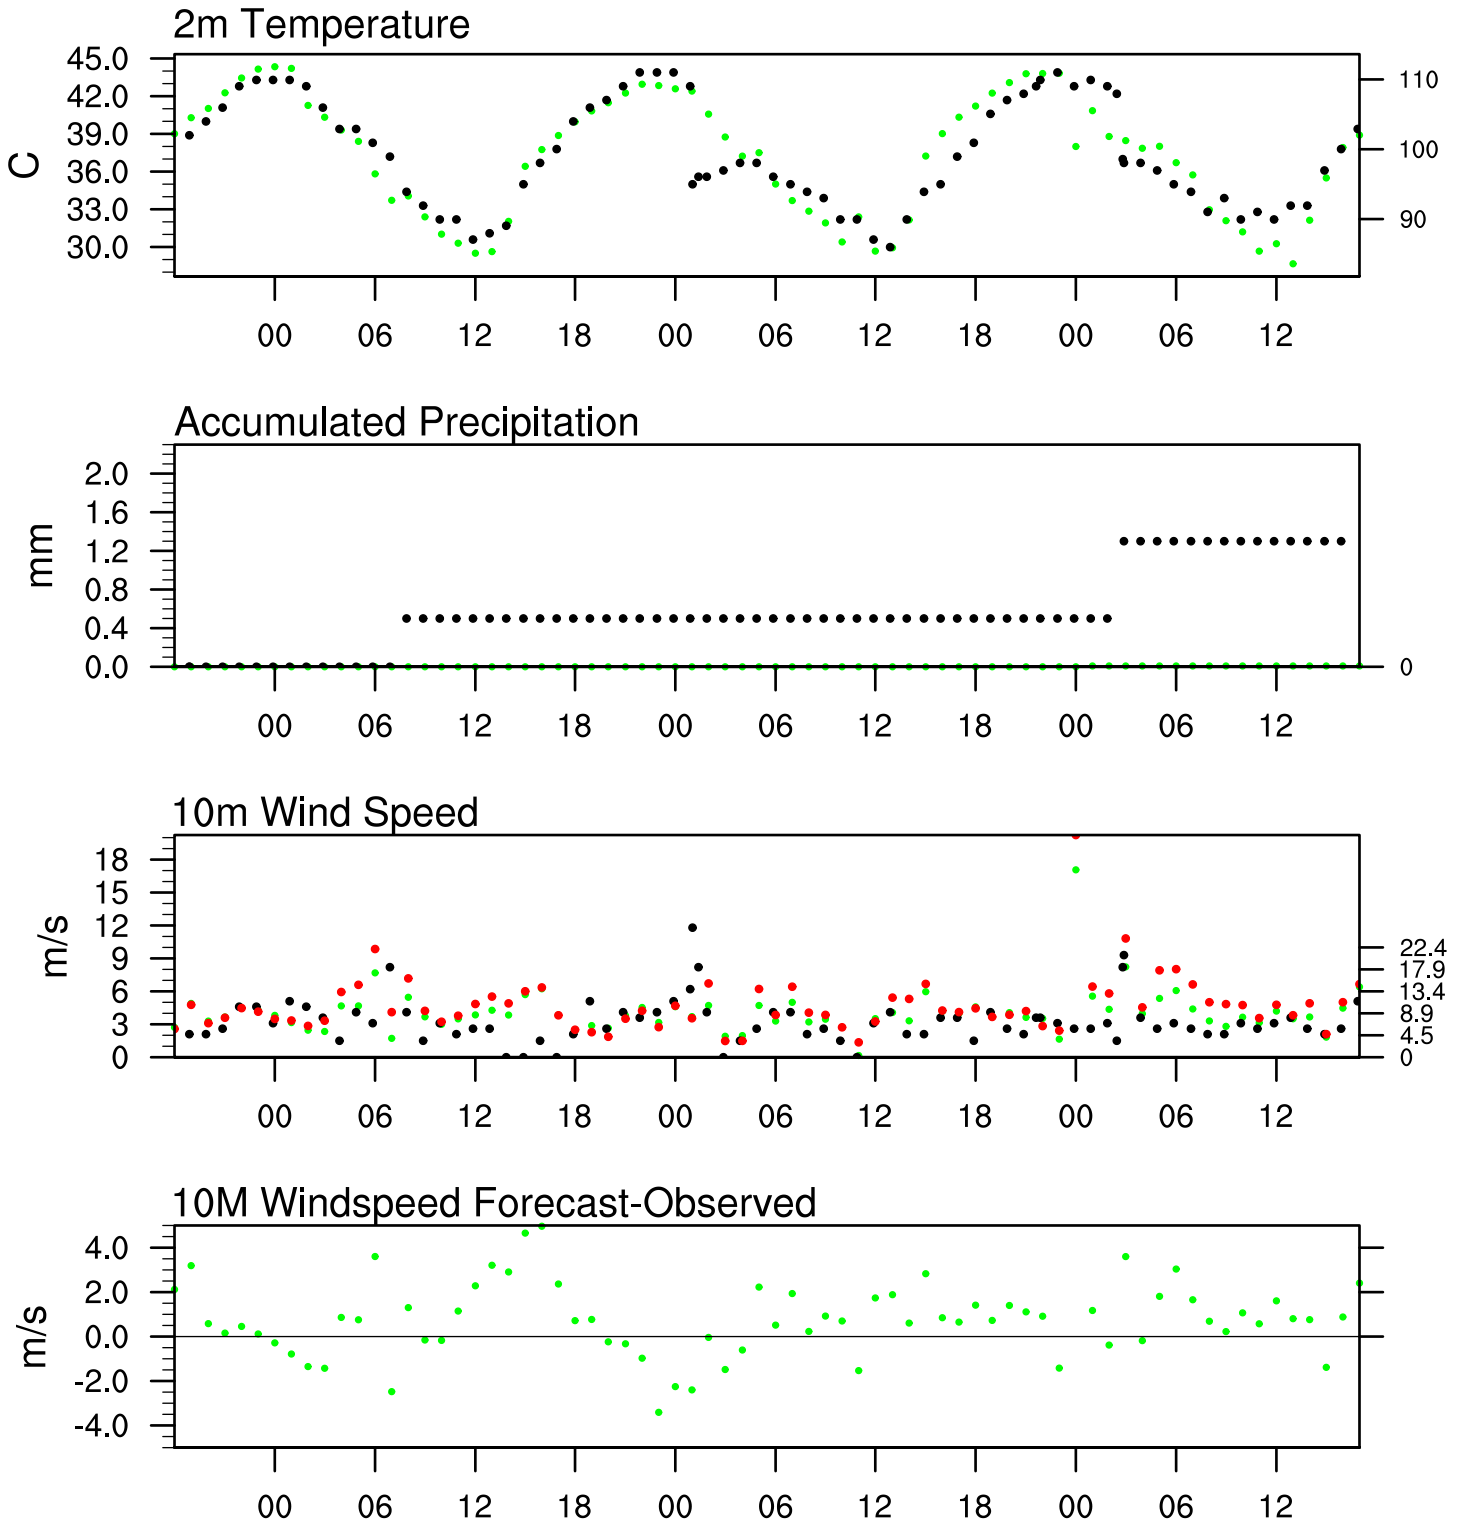 2m Temperature
45.0
42.0
39.0
36.0
33.0
30.0
C
110
100
90
00 06 12 18 00 06 12 18 00 06 12
Accumulated Precipitation
2.0
1.6
1.2
0.8
0.4
0.0
mm
0
00 06 12 18 00 06 12 18 00 06 12
10m Wind Speed
18
15
12
9
6
3
0
m/s
22.4
17.9
13.4
8.9
4.5
0
00 06 12 18 00 06 12 18 00 06 12
10M Windspeed Forecast-Observed
4.0
2.0
0.0
-2.0
-4.0
m/s
00 06 12 18 00 06 12 18 00 06 12